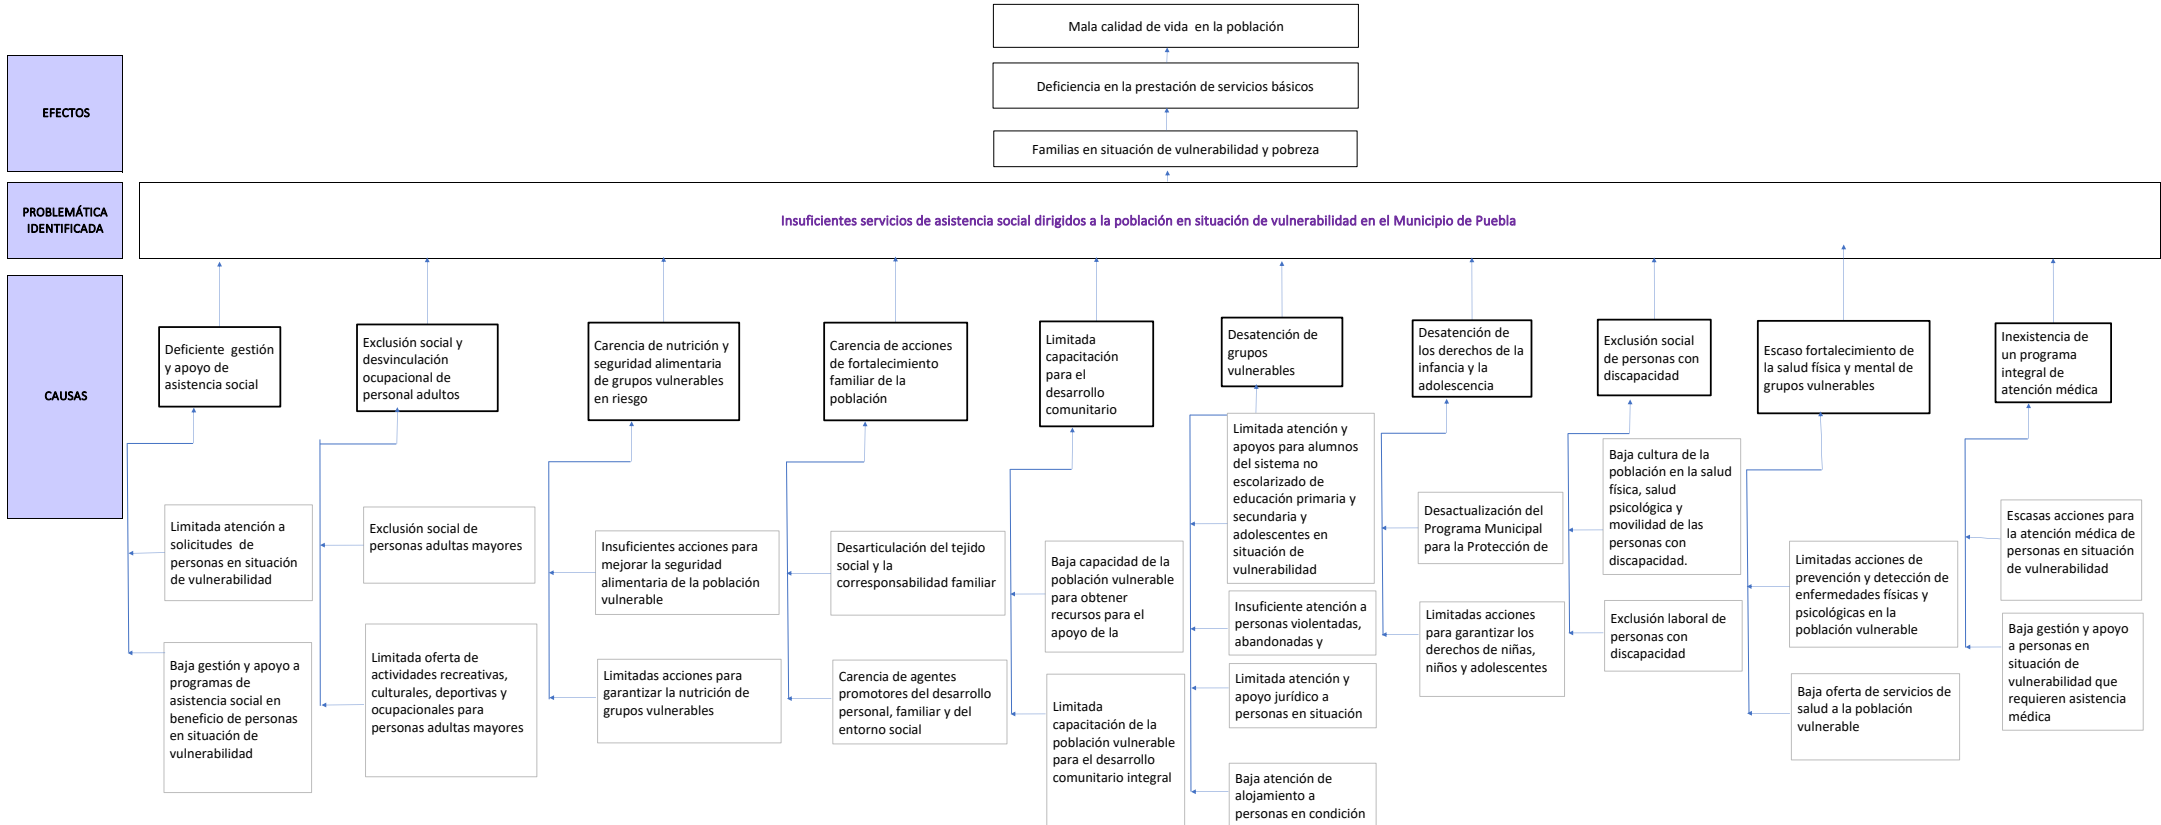 Mala calidad de vida en la población
Deficiencia en la prestación de servicios básicos
Familias en situación de vulnerabilidad y pobreza
EFECTOS
PROBLEMÁTICA
IDENTIFICADA
Insuficientes servicios de asistencia social dirigidos a la población en situación de vulnerabilidad en el Municipio de Puebla
CAUSAS
Deficiente gestión
y apoyo de
asistencia social
Exclusión social y
desvinculación
ocupacional de
personal adultos
Carencia de nutrición y
seguridad alimentaria
de grupos vulnerables
en riesgo
Carencia de acciones
de fortalecimiento
familiar de la
población
Limitada
capacitación
para el
desarrollo
comunitario
Desatención de
grupos
vulnerables
Desatención de
los derechos de la
infancia y la
adolescencia
Exclusión social
de personas con
discapacidad
Escaso fortalecimiento de
la salud física y mental de
grupos vulnerables
Inexistencia de
un programa
integral de
atención médica
Limitada atención a
solicitudes de
personas en situación
de vulnerabilidad
Baja gestión y apoyo a
programas de
asistencia social en
beneficio de personas
en situación de
vulnerabilidad
Exclusión social de
personas adultas mayores
Limitada oferta de
actividades recreativas,
culturales, deportivas y
ocupacionales para
personas adultas mayores
Insuficientes acciones para
mejorar la seguridad
alimentaria de la población
vulnerable
Limitadas acciones para
garantizar la nutrición de
grupos vulnerables
Desarticulación del tejido
social y la
corresponsabilidad familiar
Carencia de agentes
promotores del desarrollo
personal, familiar y del
entorno social
Baja capacidad de la
población vulnerable
para obtener
recursos para el
apoyo de la
Limitada
capacitación de la
población vulnerable
para el desarrollo
comunitario integral
Limitada atención y
apoyos para alumnos
del sistema no
escolarizado de
educación primaria y
secundaria y
adolescentes en
situación de
vulnerabilidad
Insuficiente atención a
personas violentadas,
abandonadas y
Limitada atención y
apoyo jurídico a
personas en situación
Baja atención de
alojamiento a
personas en condición
Desactualización del
Programa Municipal
para la Protección de
Limitadas acciones
para garantizar los
derechos de niñas,
niños y adolescentes
Baja cultura de la
población en la salud
física, salud
psicológica y
movilidad de las
personas con
discapacidad.
Exclusión laboral de
personas con
discapacidad
Limitadas acciones de
prevención y detección de
enfermedades físicas y
psicológicas en la
población vulnerable
Baja oferta de servicios de
salud a la población
vulnerable
Escasas acciones para
la atención médica de
personas en situación
de vulnerabilidad
Baja gestión y apoyo
a personas en
situación de
vulnerabilidad que
requieren asistencia
médica